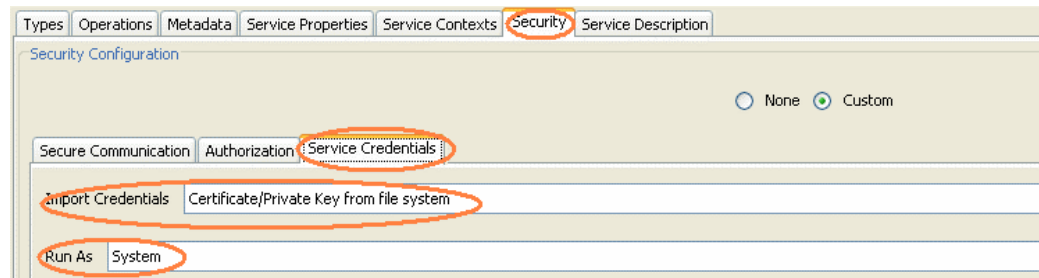 Types Operations Metadata Service Properties Service Contexts Security Service Description
Security Configuration
None Custom
Secure Communication Authorization Service Credentials
Import Credentials Certificate/Private Key from file system
Run As System